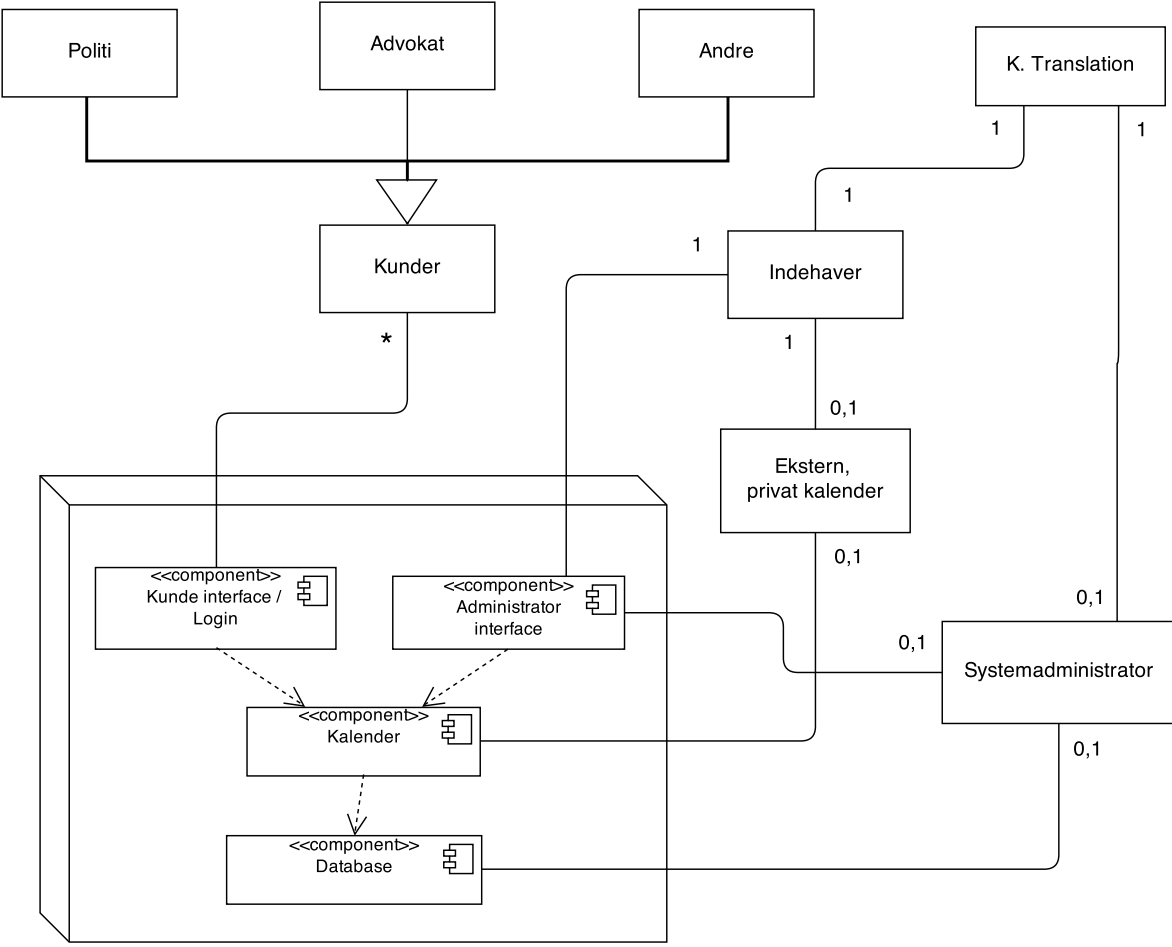 Politi
Advokat
Andre
K. Translation
1
1
1
1
Kunder
Indehaver
*
1
0,1
Ekstern,
privat kalender
0,1
<<component>>
Kunde interface /
Login
<<component>>
Administrator
interface
0,1
0,1
Systemadministrator
<<component>>
Kalender
0,1
<<component>>
Database